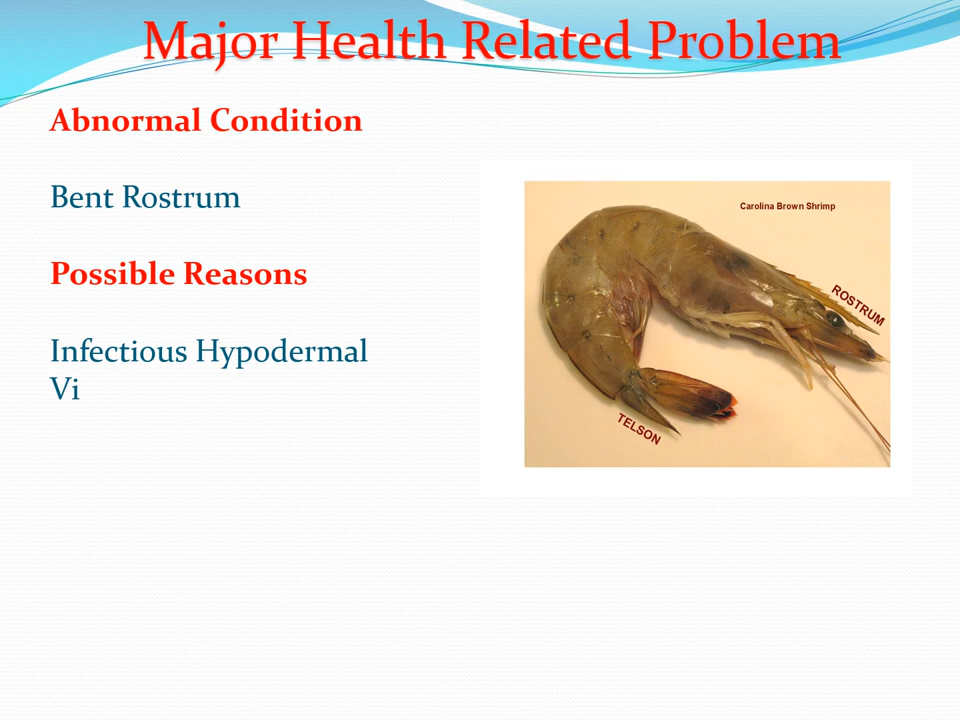 Major Health Related Problem
Abnormal Condition
Bent Rostrum
Possible Reasons
Infectious Hypodermal
Vi
Carolina Brown Shrimp
ROSTRUM
TELSON